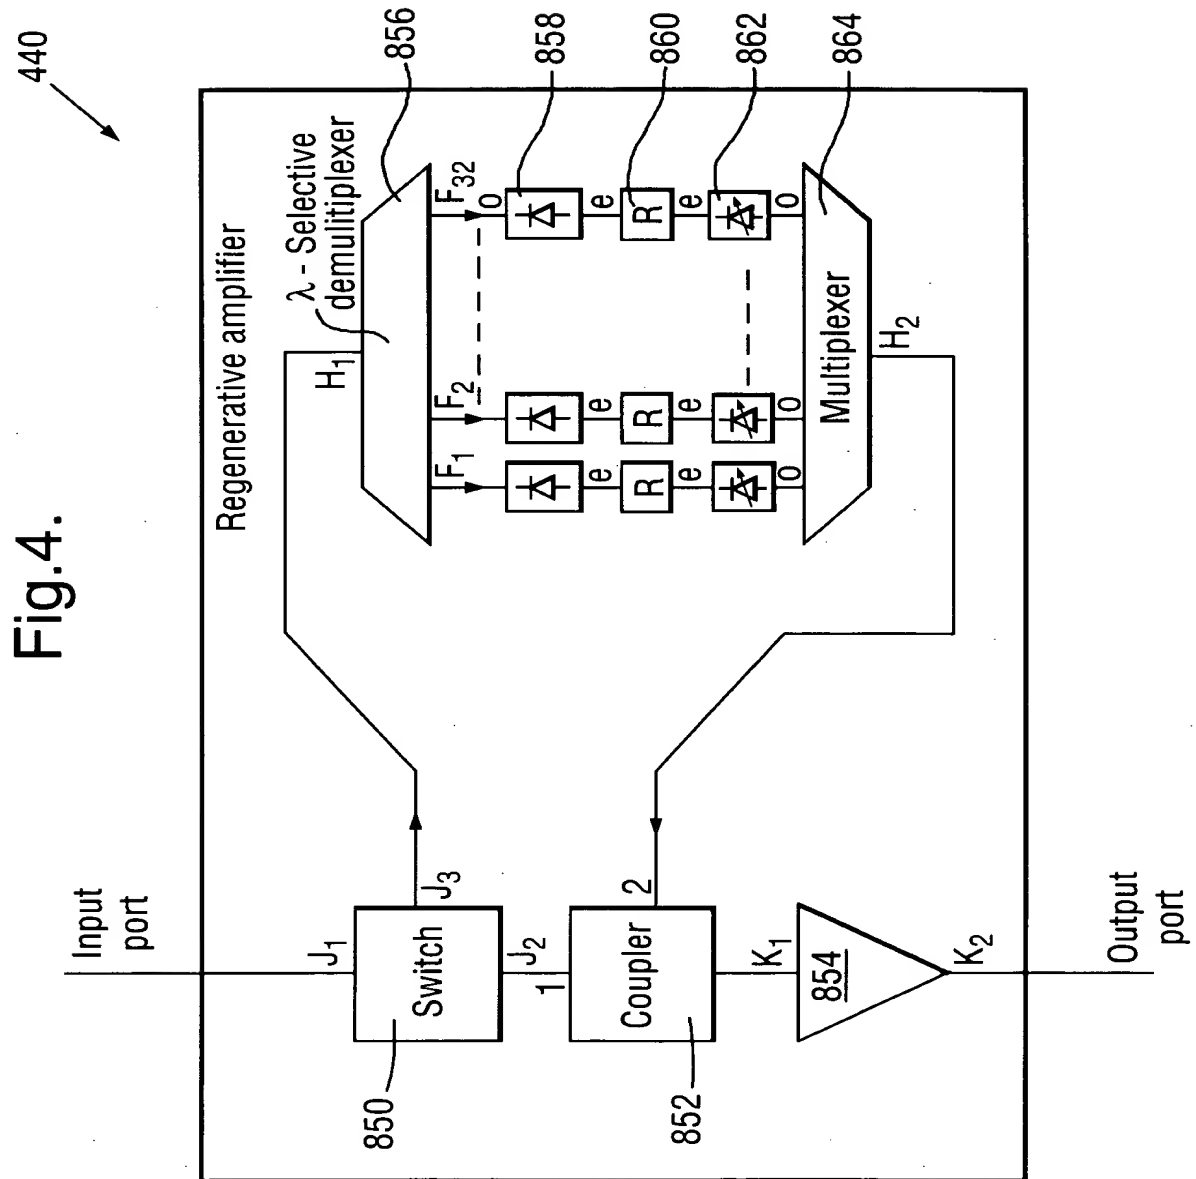 Fig.4.
440
Regenerative amplifier
Input
port
Output
port
J1
Switch
J2
J3
850
1
Coupler
2
852
K1
854
K2
H1
λ - Selective
demulitiplexer
856
F1
F2
F32
o
858
e
e
e
R
R
R
860
e
e
e
862
o
o
o
Multiplexer
864
H2